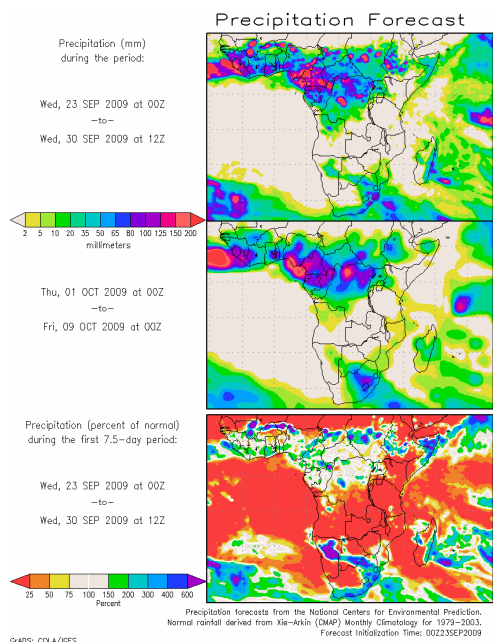 Precipitation Forecast
Precipitation (mm)
during the period:
Wed, 23 SEP 2009 at 00Z
-to-
Wed, 30 SEP 2009 at 12Z
2 5 10 20 35 50 65 80 100 125 150 200
millimeters
Thu, 01 OCT 2009 at 00Z
-to-
Fri, 09 OCT 2009 at 00Z
Precipitation (percent of normal)
during the first 7.5-day period:
Wed, 23 SEP 2009 at 00Z
-to-
Wed, 30 SEP 2009 at 12Z
25 50 75 100 150 200 300 400 600
Percent
Precipitation forecasts from the National Centers for Environmental Prediction.
Normal rainfall derived from Xie-Arkin (CMAP) Monthly Climatology for 1979-2003.
Forecast Initialization Time: 00Z23SEP2009
GrADS: COLA/IGES